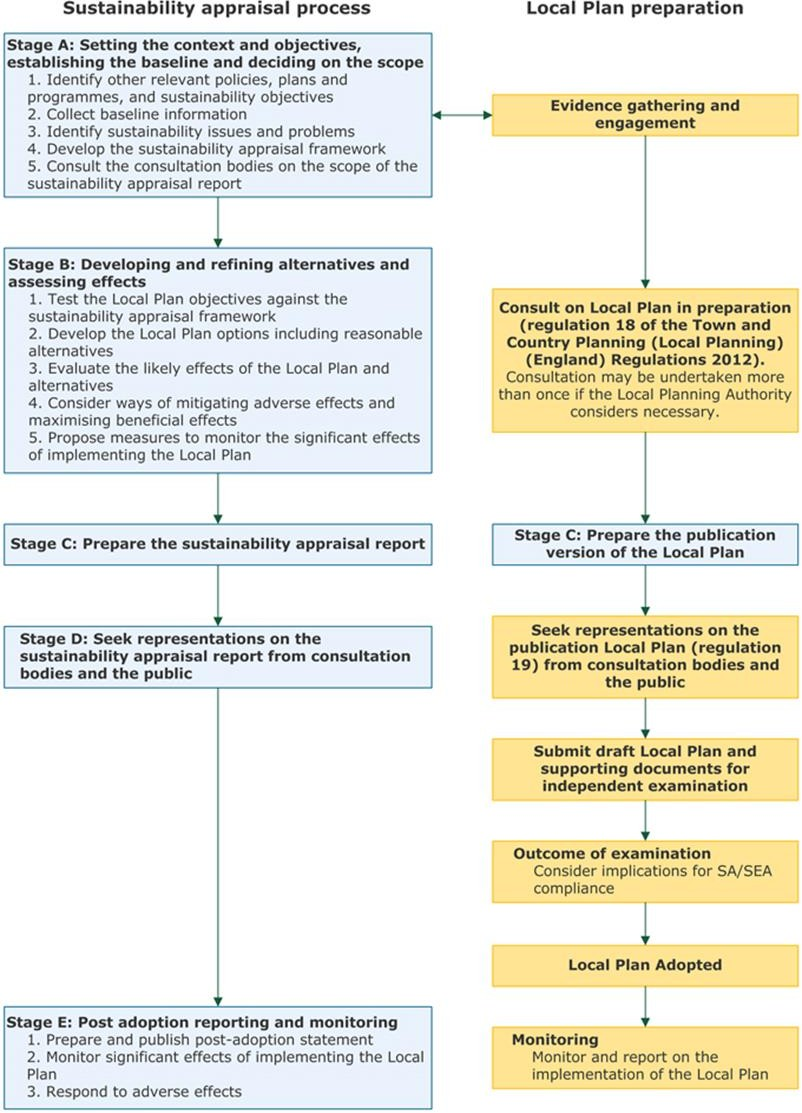 Sustainability appraisal process
Stage A: Setting the context and objectives,
establishing the baseline and deciding on the scope
1. Identify other relevant policies, plans and
programmes, and sustainability objectives
2. Collect baseline information
3. Identify sustainability issues and problems
4. Develop the sustainability appraisal framework
5. Consult the consultation bodies on the scope of the
sustainability appraisal report
Stage B: Developing and refining alternatives and
assessing effects
1. Test the Local Plan objectives against the
sustainability appraisal framework
2. Develop the Local Plan options including reasonable
alternatives
3. Evaluate the likely effects of the Local Plan and
alternatives
4. Consider ways of mitigating adverse effects and
maximising beneficial effects
5. Propose measures to monitor the significant effects
of implementing the Local Plan
Stage C: Prepare the sustainability appraisal report
Stage D: Seek representations on the
sustainability appraisal report from consultation
bodies and the public
Stage E: Post adoption reporting and monitoring
1. Prepare and publish post-adoption statement
2. Monitor significant effects of implementing the Local
Plan
3. Respond to adverse effects
Local Plan preparation
Evidence gathering and
engagement
Consult on Local Plan in preparation
(regulation 18 of the Town and
Country Planning (Local Planning)
(England) Regulations 2012).
Consultation may be undertaken more
than once if the Local Planning Authority
considers necessary.
Stage C: Prepare the publication
version of the Local Plan
Seek representations on the
publication Local Plan (regulation
19) from consultation bodies and
the public
Submit draft Local Plan and
supporting documents for
independent examination
Outcome of examination
Consider implications for SA/SEA
compliance
Local Plan Adopted
Monitoring
Monitor and report on the
implementation of the Local Plan